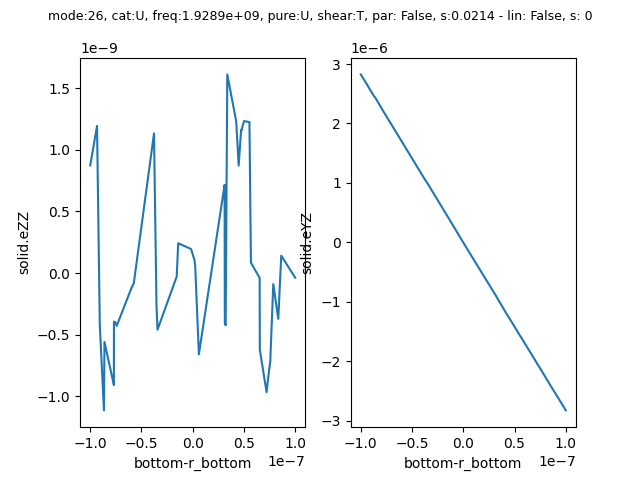 mode:26, cat:U, freq:1.9289e+09, pure:U, shear:T, par: False, s:0.0214 - lin: False, s: 0
1e−9
1.5
1.0
0.5
0.0
−0.5
−1.0
solid.eZZ
−1.0
−0.5
0.0
0.5
1.0
bottom-r_bottom
1e−7
1e−6
3
2
1
0
−1
−2
−3
solid.eYZ
−1.0
−0.5
0.0
0.5
1.0
bottom-r_bottom
1e−7